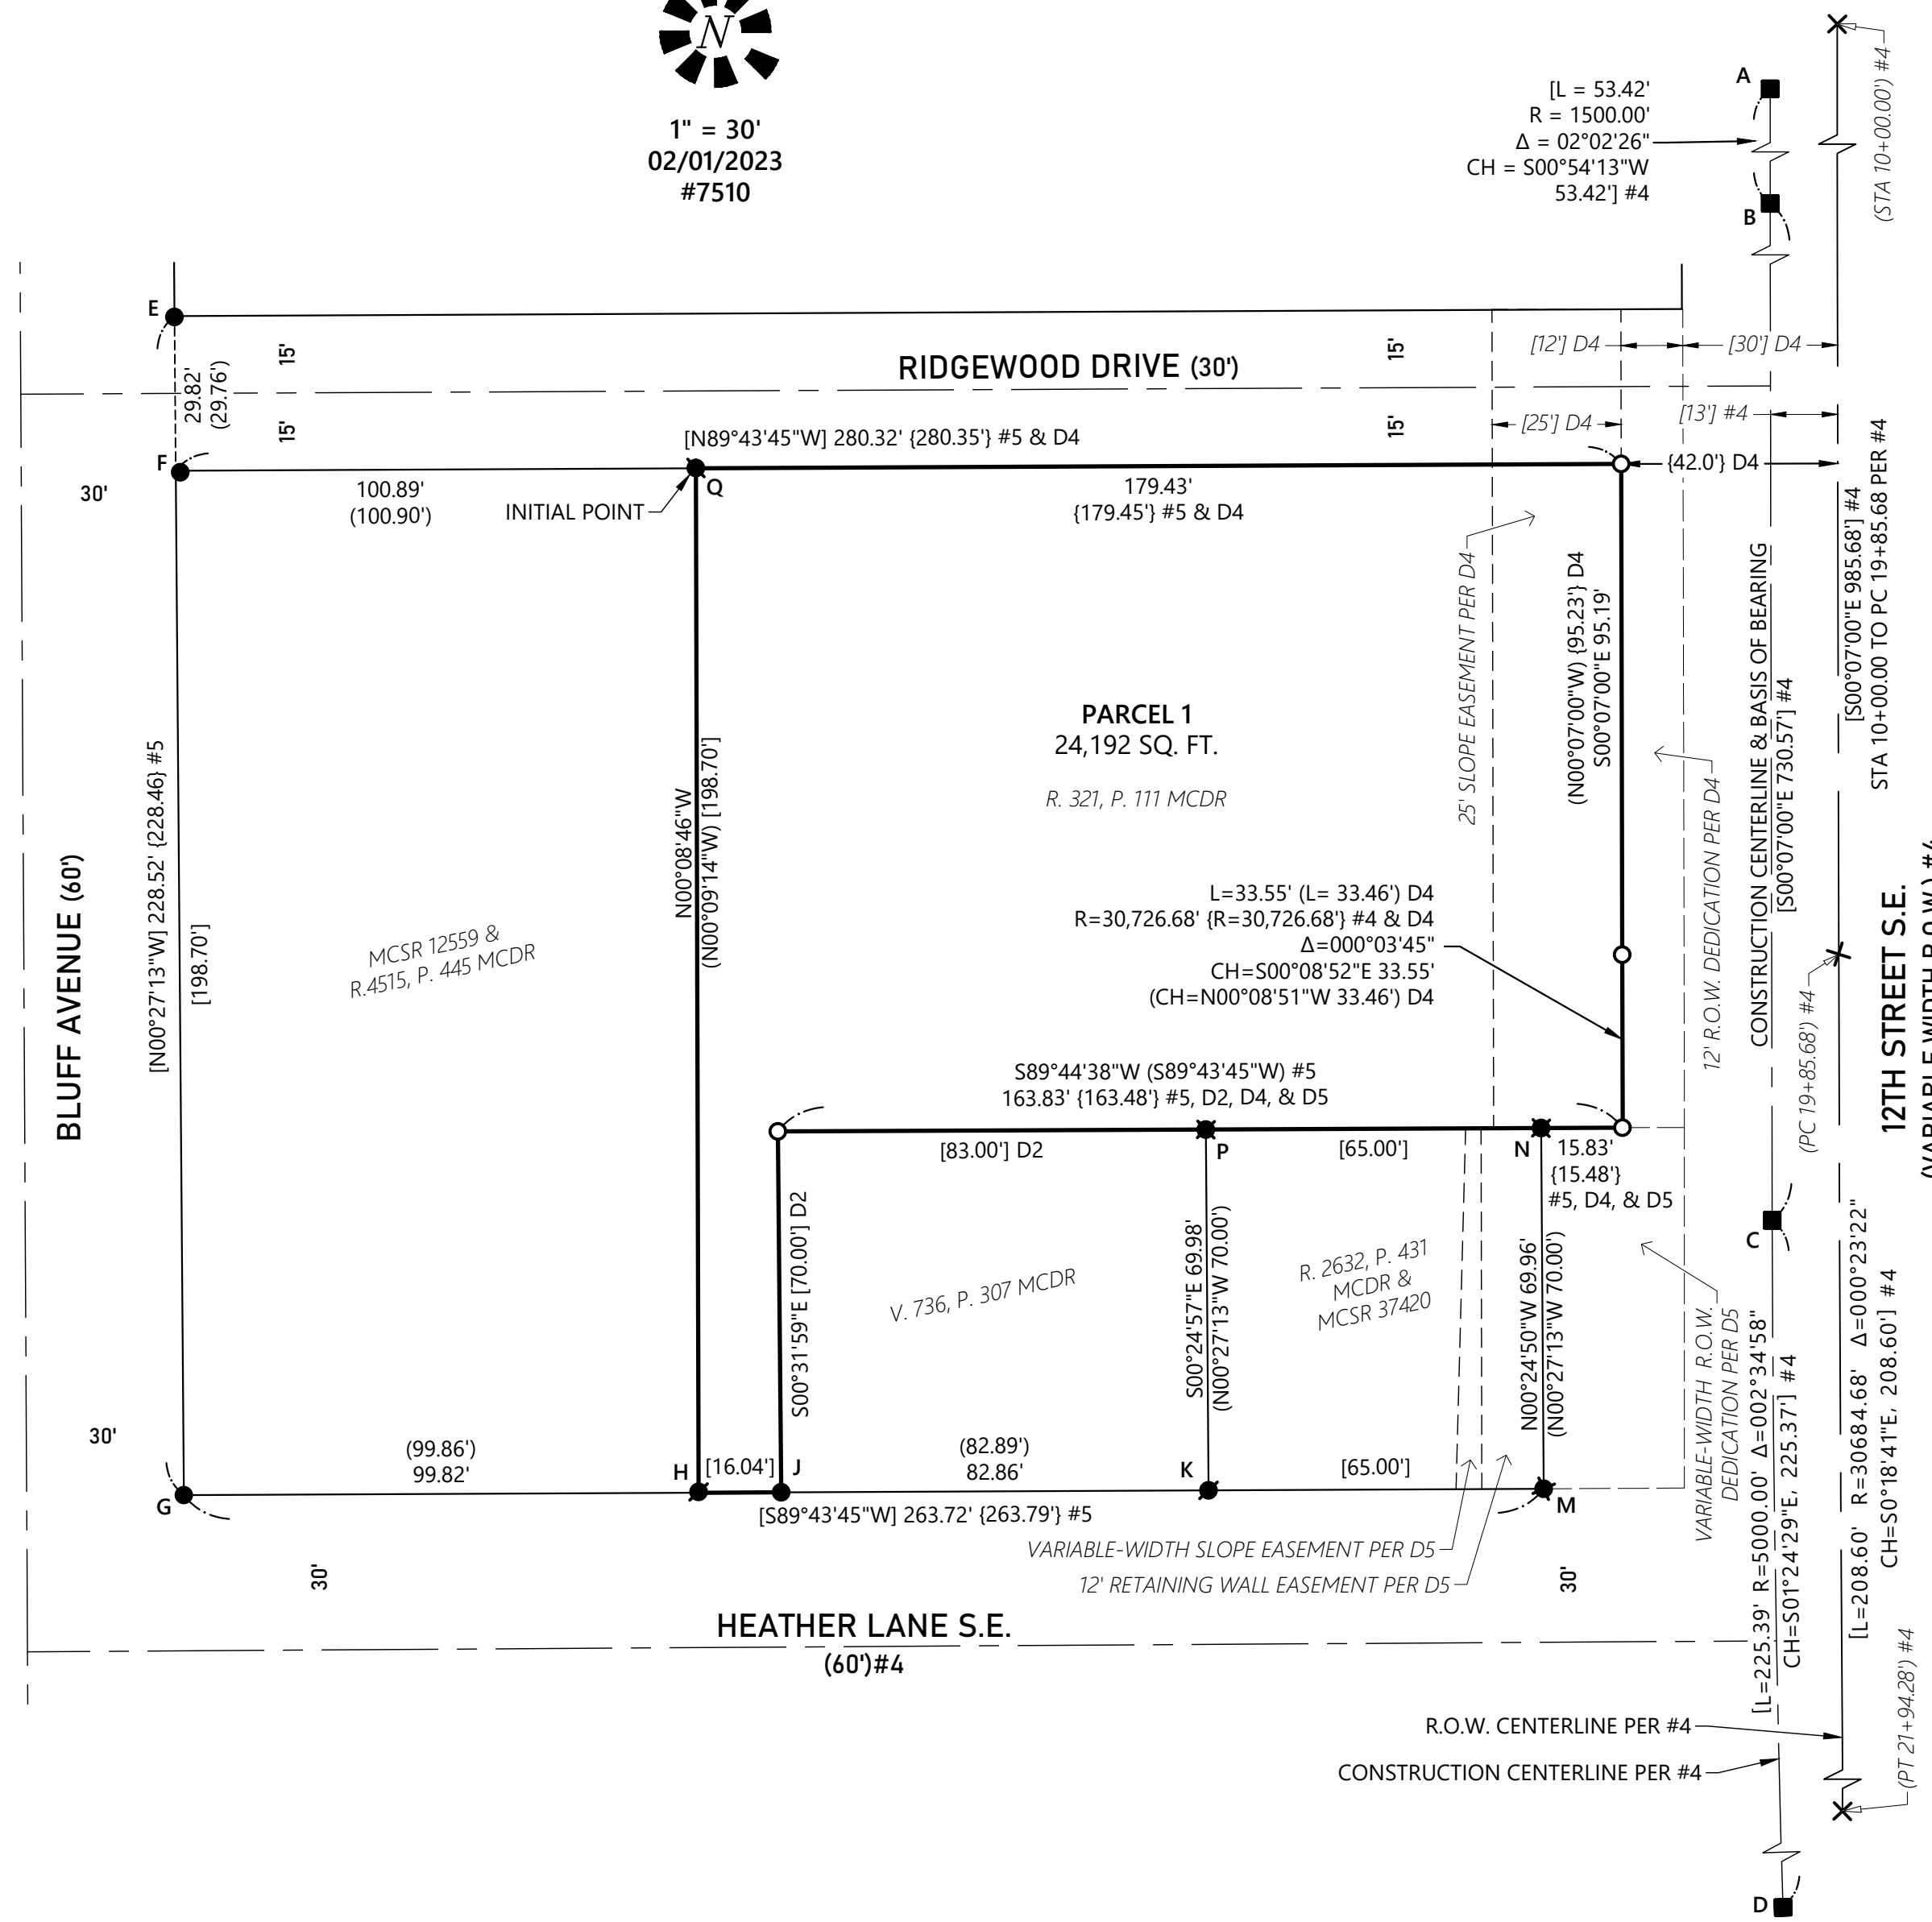 N
1" = 30'
02/01/2023
#7510
A
[L = 53.42'
R = 1500.00'
Δ = 02°02'26"
CH = S00°54'13"W
53.42'] #4
B
(STA 10+00.00') #4
E
15'
15'
RIDGEWOOD DRIVE (30')
[12'] D4
[30'] D4
29.82'
(29.76')
15'
15'
[25'] D4
[13'] #4
[N89°43'45"W] 280.32' {280.35'} #5 & D4
F
Q
{42.0'} D4
30'
100.89'
(100.90')
INITIAL POINT
179.43'
{179.45'} #5 & D4
[S00°07'00"E 985.68'] #4
STA 10+00.00 TO PC 19+85.68 PER #4
25' SLOPE EASEMENT PER D4
(N00°07'00"W) {95.23'} D4
S00°07'00"E 95.19'
CONSTRUCTION CENTERLINE & BASIS OF BEARING
[S00°07'00"E 730.57'] #4
PARCEL 1
24,192 SQ. FT.
R. 321, P. 111 MCDR
12' R.O.W. DEDICATION PER D4
BLUFF AVENUE (60')
[N00°27'13"W] 228.52' {228.46} #5
[198.70']
MCSR 12559 &
R.4515, P. 445 MCDR
N00°08'46"W
(N00°09'14"W) [198.70']
L=33.55' (L= 33.46') D4
R=30,726.68' {R=30,726.68'} #4 & D4
Δ=000°03'45"
CH=S00°08'52"E 33.55'
(CH=N00°08'51"W 33.46') D4
(PC 19+85.68') #4
12TH STREET S.E.
(VARIABLE WIDTH R.O.W.) #4
S89°44'38"W (S89°43'45"W) #5
163.83' {163.48'} #5, D2, D4, & D5
[83.00'] D2
P
[65.00']
N
15.83'
{15.48'}
#5, D4, & D5
C
S00°31'59"E [70.00'] D2
V. 736, P. 307 MCDR
S00°24'57"E 69.98'
(N00°27'13"W 70.00')
R. 2632, P. 431
MCDR &
MCSR 37420
N00°24'50"W 69.96'
(N00°27'13"W 70.00')
VARIABLE-WIDTH R.O.W.
DEDICATION PER D5
[L=225.39' R=5000.00' Δ=002°34'58"
CH=S01°24'29"E, 225.37'] #4
[L=208.60' R=30684.68' Δ=000°23'22"
CH=S0°18'41"E, 208.60'] #4
30'
(99.86')
99.82'
H
[16.04']
J
(82.89')
82.86'
K
[65.00']
G
M
[S89°43'45"W] 263.72' {263.79'} #5
VARIABLE-WIDTH SLOPE EASEMENT PER D5
12' RETAINING WALL EASEMENT PER D5
30'
30'
HEATHER LANE S.E.
(60')#4
R.O.W. CENTERLINE PER #4
CONSTRUCTION CENTERLINE PER #4
(PT 21+94.28') #4
D